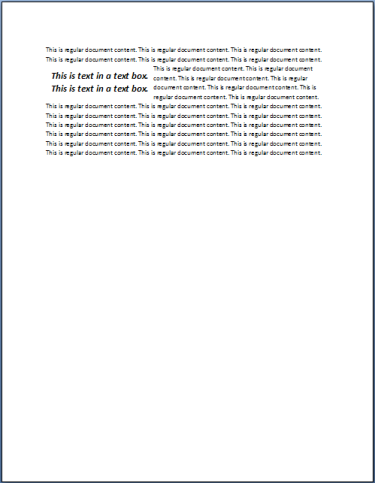 This is regular document content. This is regular document content. This is regular document content.
This is regular document content. This is regular document content. This is regular document content.
This is text in a text box.
This is text in a text box.
This is regular document content. This is regular document
content. This is regular document content. This is regular
document content. This is regular document content. This is
regular document content. This is regular document content.
This is regular document content. This is regular document content. This is regular document content.
This is regular document content. This is regular document content. This is regular document content.
This is regular document content. This is regular document content. This is regular document content.
This is regular document content. This is regular document content. This is regular document content.
This is regular document content. This is regular document content. This is regular document content.
This is regular document content. This is regular document content. This is regular document content.